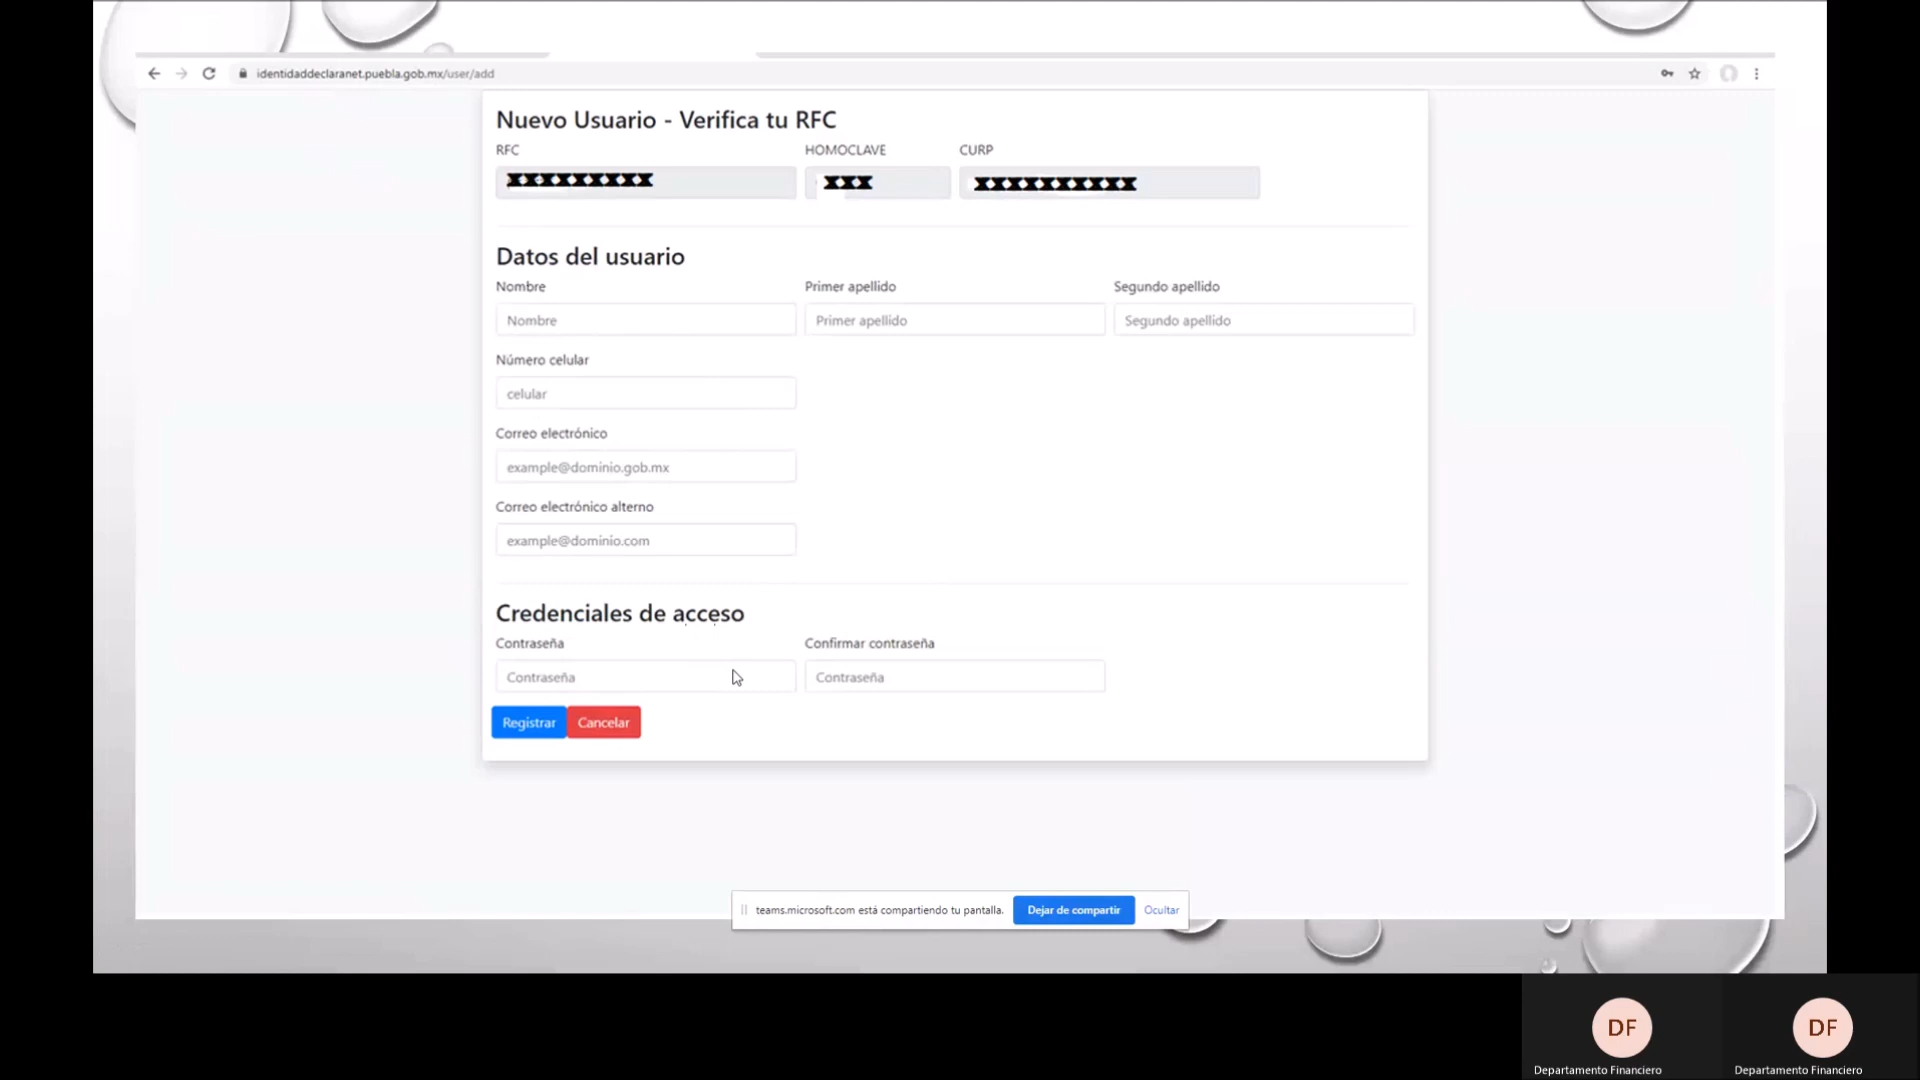 identidaddeclaranet.puebla.gob.mx/user/add
Nuevo Usuario - Verifica tu RFC
RFC HOMOCLAVE CURP
XXXXXXXXX XXX XXXXXXXXXXX
Datos del usuario
Nombre Primer apellido Segundo apellido
Nombre Primer apellido Segundo apellido
Número celular
celular
Correo electrónico
example@dominio.gob.mx
Correo electrónico alterno
example@dominio.com
Credenciales de acceso
Contraseña Confirmar contraseña
Contraseña Contraseña
Registrar Cancelar
teams.microsoft.com está compartiendo tu pantalla. Dejar de compartir Ocultar
DF DF
Departamento Financiero Departamento Financiero